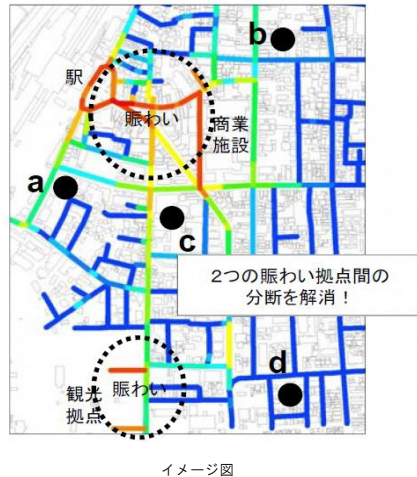 b
駅
賑わい
商業
施設
a
c
2つの賑わい拠点間の
分断を解消！
d
観光
拠点
賑わい
イメージ図